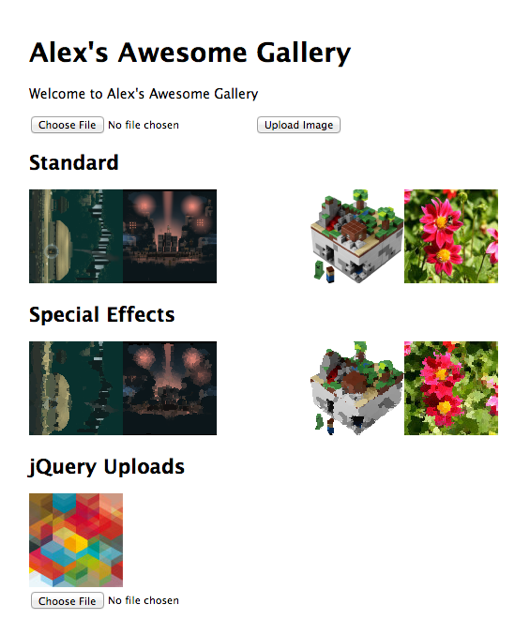 Alex's Awesome Gallery
Welcome to Alex's Awesome Gallery
Choose File No file chosen Upload Image
Standard
Special Effects
jQuery Uploads
Choose File No file chosen